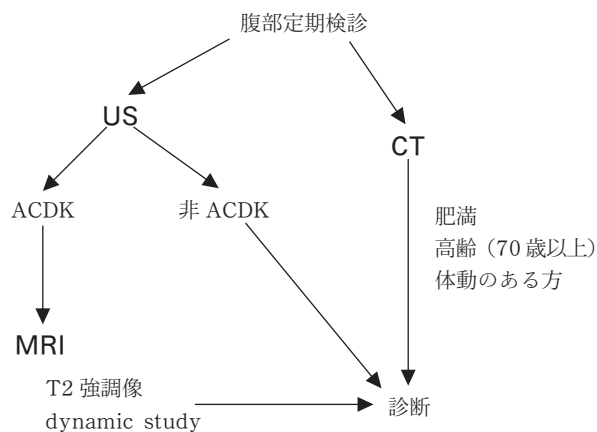 腹部定期検診
US
CT
ACDK
非 ACDK
肥満
高齢（70 歳以上）
体動のある方
MRI
T2 強調像
dynamic study
診断